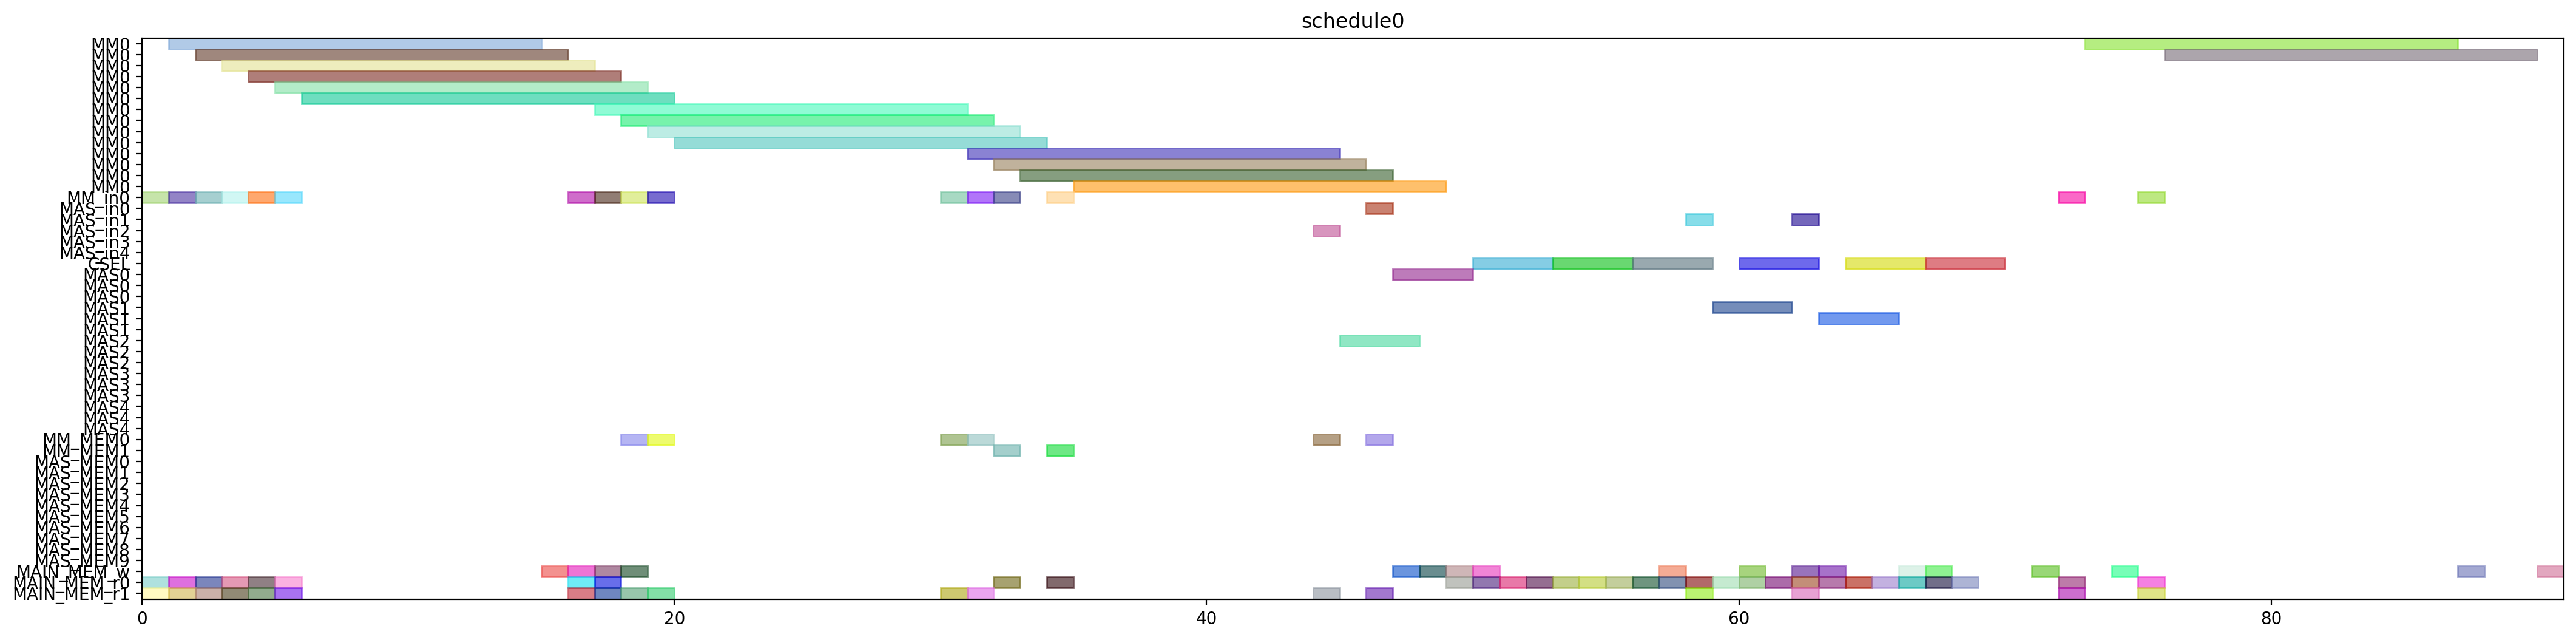 schedule0
MM0
MM0
MM0
MM0
MM0
MM0
MM0
MM0
MM0
MM0
MM0
MM0
MM0
MM0
MM_in0
MAS_in0
MAS_in1
MAS_in2
MAS_in3
MAS_in4
CSEL
MAS0
MAS0
MAS0
MAS1
MAS1
MAS1
MAS2
MAS2
MAS2
MAS3
MAS3
MAS3
MAS4
MAS4
MAS4
MM_MEM0
MM_MEM1
MAS_MEM0
MAS_MEM1
MAS_MEM2
MAS_MEM3
MAS_MEM4
MAS_MEM5
MAS_MEM6
MAS_MEM7
MAS_MEM8
MAS_MEM9
MAIN_MEM_w
MAIN_MEM_r0
MAIN_MEM_r1
0 20 40 60 80